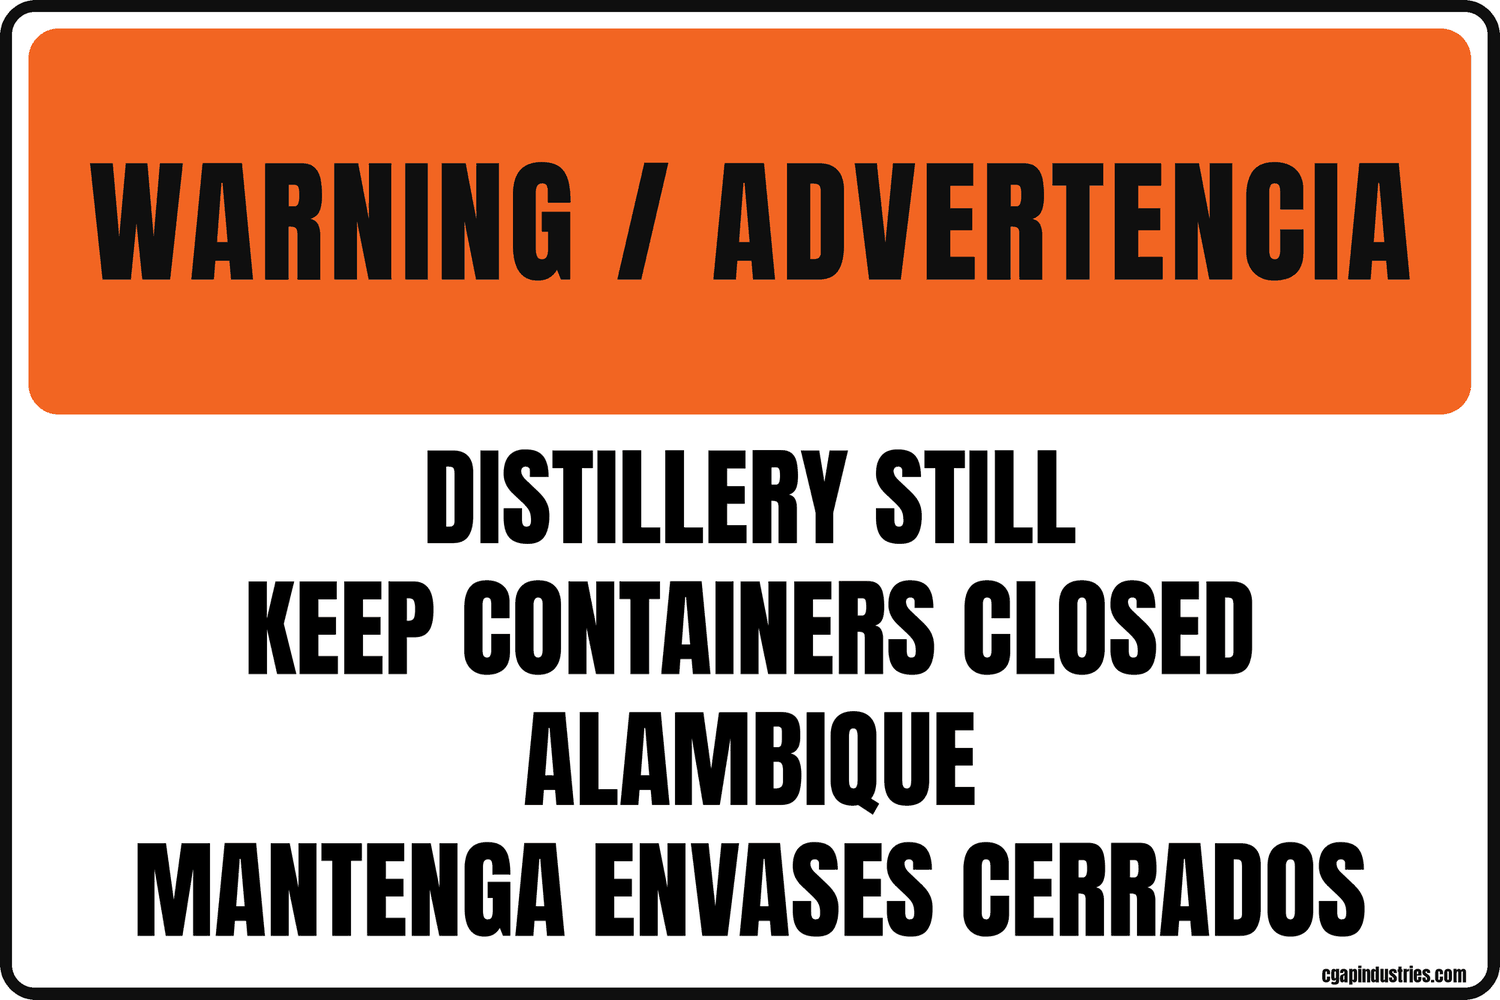 WARNING / ADVERTENCIA
DISTILLERY STILL
KEEP CONTAINERS CLOSED
ALAMBIQUE
MANTENGA ENVASES CERRADOS
cgapindustries.com